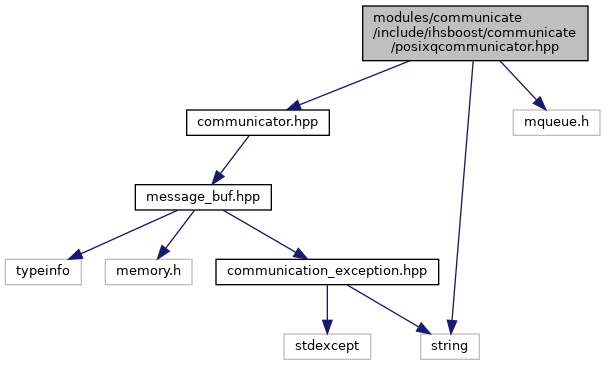 modules/communicate
/include/ihsboost/communicate
/posixqcommunicator.hpp
communicator.hpp
mqueue.h
message_buf.hpp
typeinfo
memory.h
communication_exception.hpp
stdexcept
string